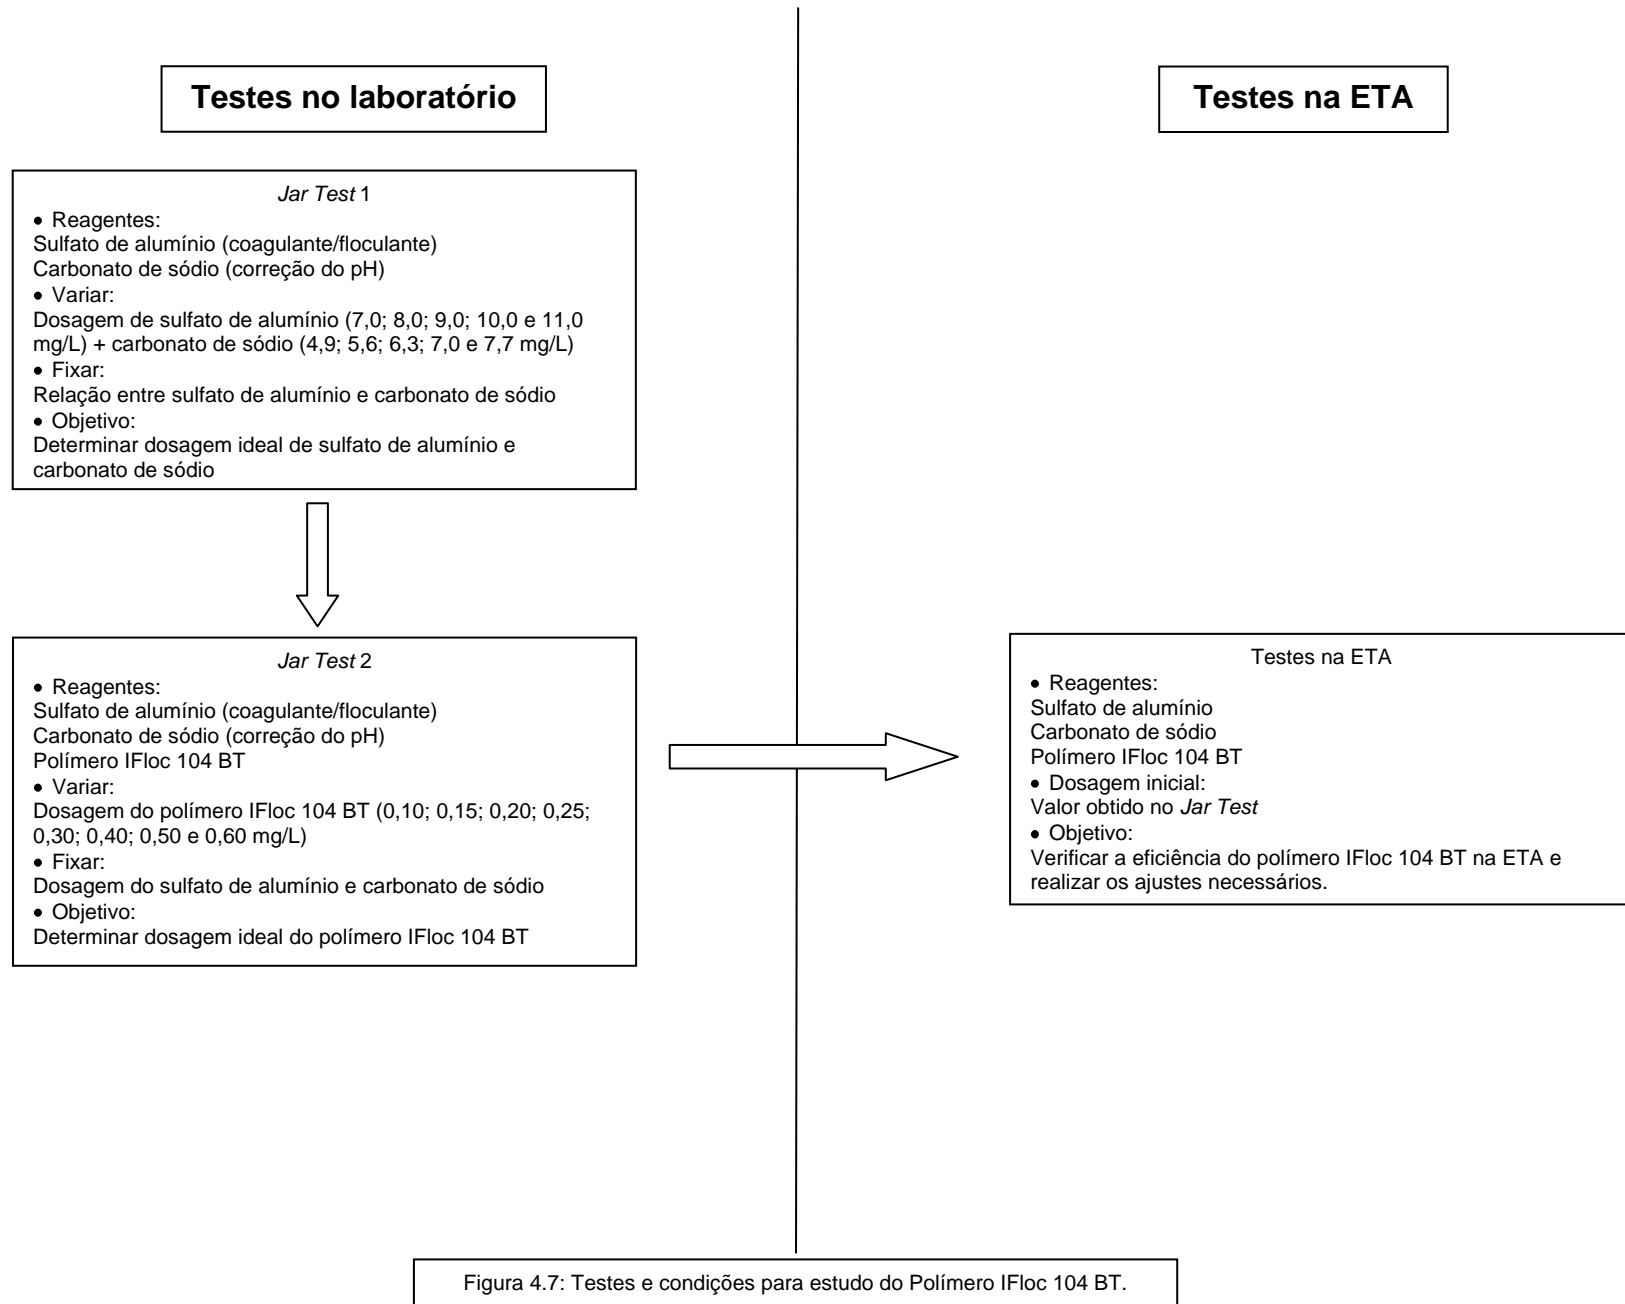 Testes no laboratório
Testes na ETA
Jar Test 1
• Reagentes:
Sulfato de alumínio (coagulante/floculante)
Carbonato de sódio (correção do pH)
• Variar:
Dosagem de sulfato de alumínio (7,0; 8,0; 9,0; 10,0 e 11,0
mg/L) + carbonato de sódio (4,9; 5,6; 6,3; 7,0 e 7,7 mg/L)
• Fixar:
Relação entre sulfato de alumínio e carbonato de sódio
• Objetivo:
Determinar dosagem ideal de sulfato de alumínio e
carbonato de sódio
Jar Test 2
• Reagentes:
Sulfato de alumínio (coagulante/floculante)
Carbonato de sódio (correção do pH)
Polímero IFloc 104 BT
• Variar:
Dosagem do polímero IFloc 104 BT (0,10; 0,15; 0,20; 0,25;
0,30; 0,40; 0,50 e 0,60 mg/L)
• Fixar:
Dosagem do sulfato de alumínio e carbonato de sódio
• Objetivo:
Determinar dosagem ideal do polímero IFloc 104 BT
Testes na ETA
• Reagentes:
Sulfato de alumínio
Carbonato de sódio
Polímero IFloc 104 BT
• Dosagem inicial:
Valor obtido no Jar Test
• Objetivo:
Verificar a eficiência do polímero IFloc 104 BT na ETA e
realizar os ajustes necessários.
Figura 4.7: Testes e condições para estudo do Polímero IFloc 104 BT.